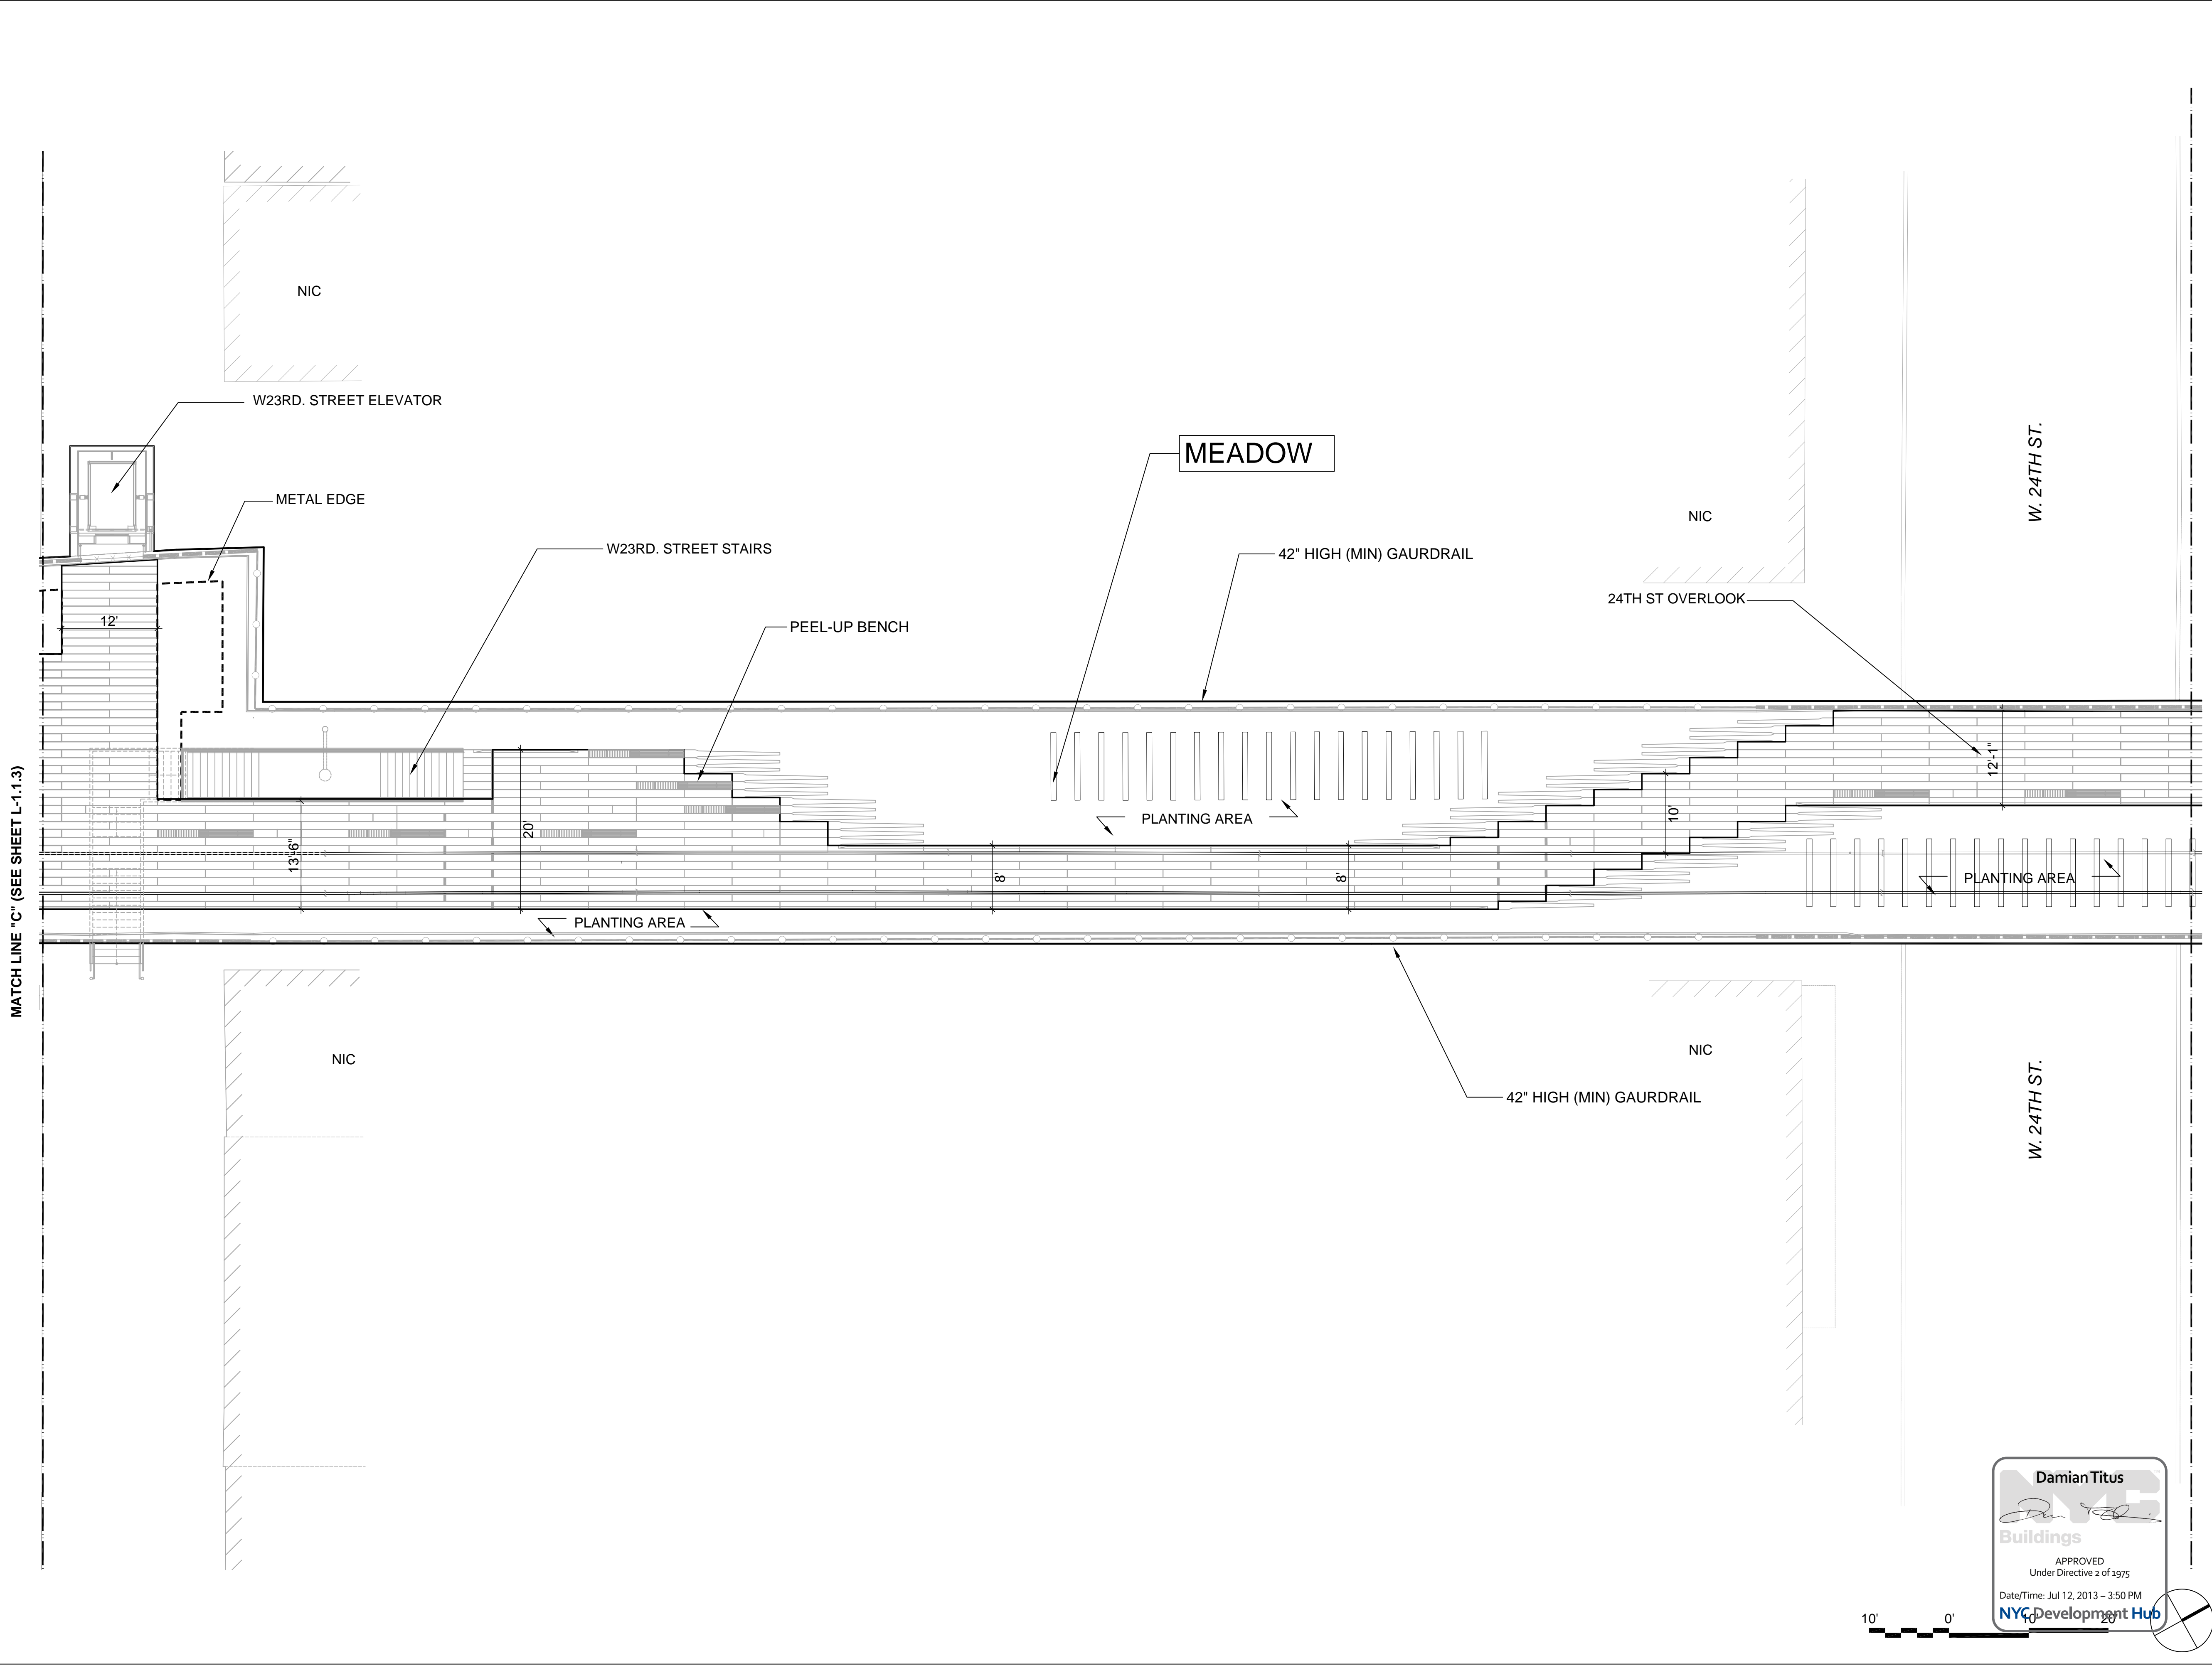 NIC
W23RD. STREET ELEVATOR
MEADOW
W. 24TH ST.
METAL EDGE
NIC
W23RD. STREET STAIRS
42" HIGH (MIN) GAURDRAIL
24TH ST OVERLOOK
12'
PEEL-UP BENCH
12'-1"
MATCH LINE "C" (SEE SHEET L-1.1.3)
PLANTING AREA
10'
20'
13'-6"
8'
8'
PLANTING AREA
PLANTING AREA
NIC
NIC
42" HIGH (MIN) GAURDRAIL
W. 24TH ST.
Damian Titus
NYC
Buildings
APPROVED
Under Directive 2 of 1975
Date/Time: Jul 12, 2013 – 3:50 PM
NYC Development Hub
10' 0' 10' 20'